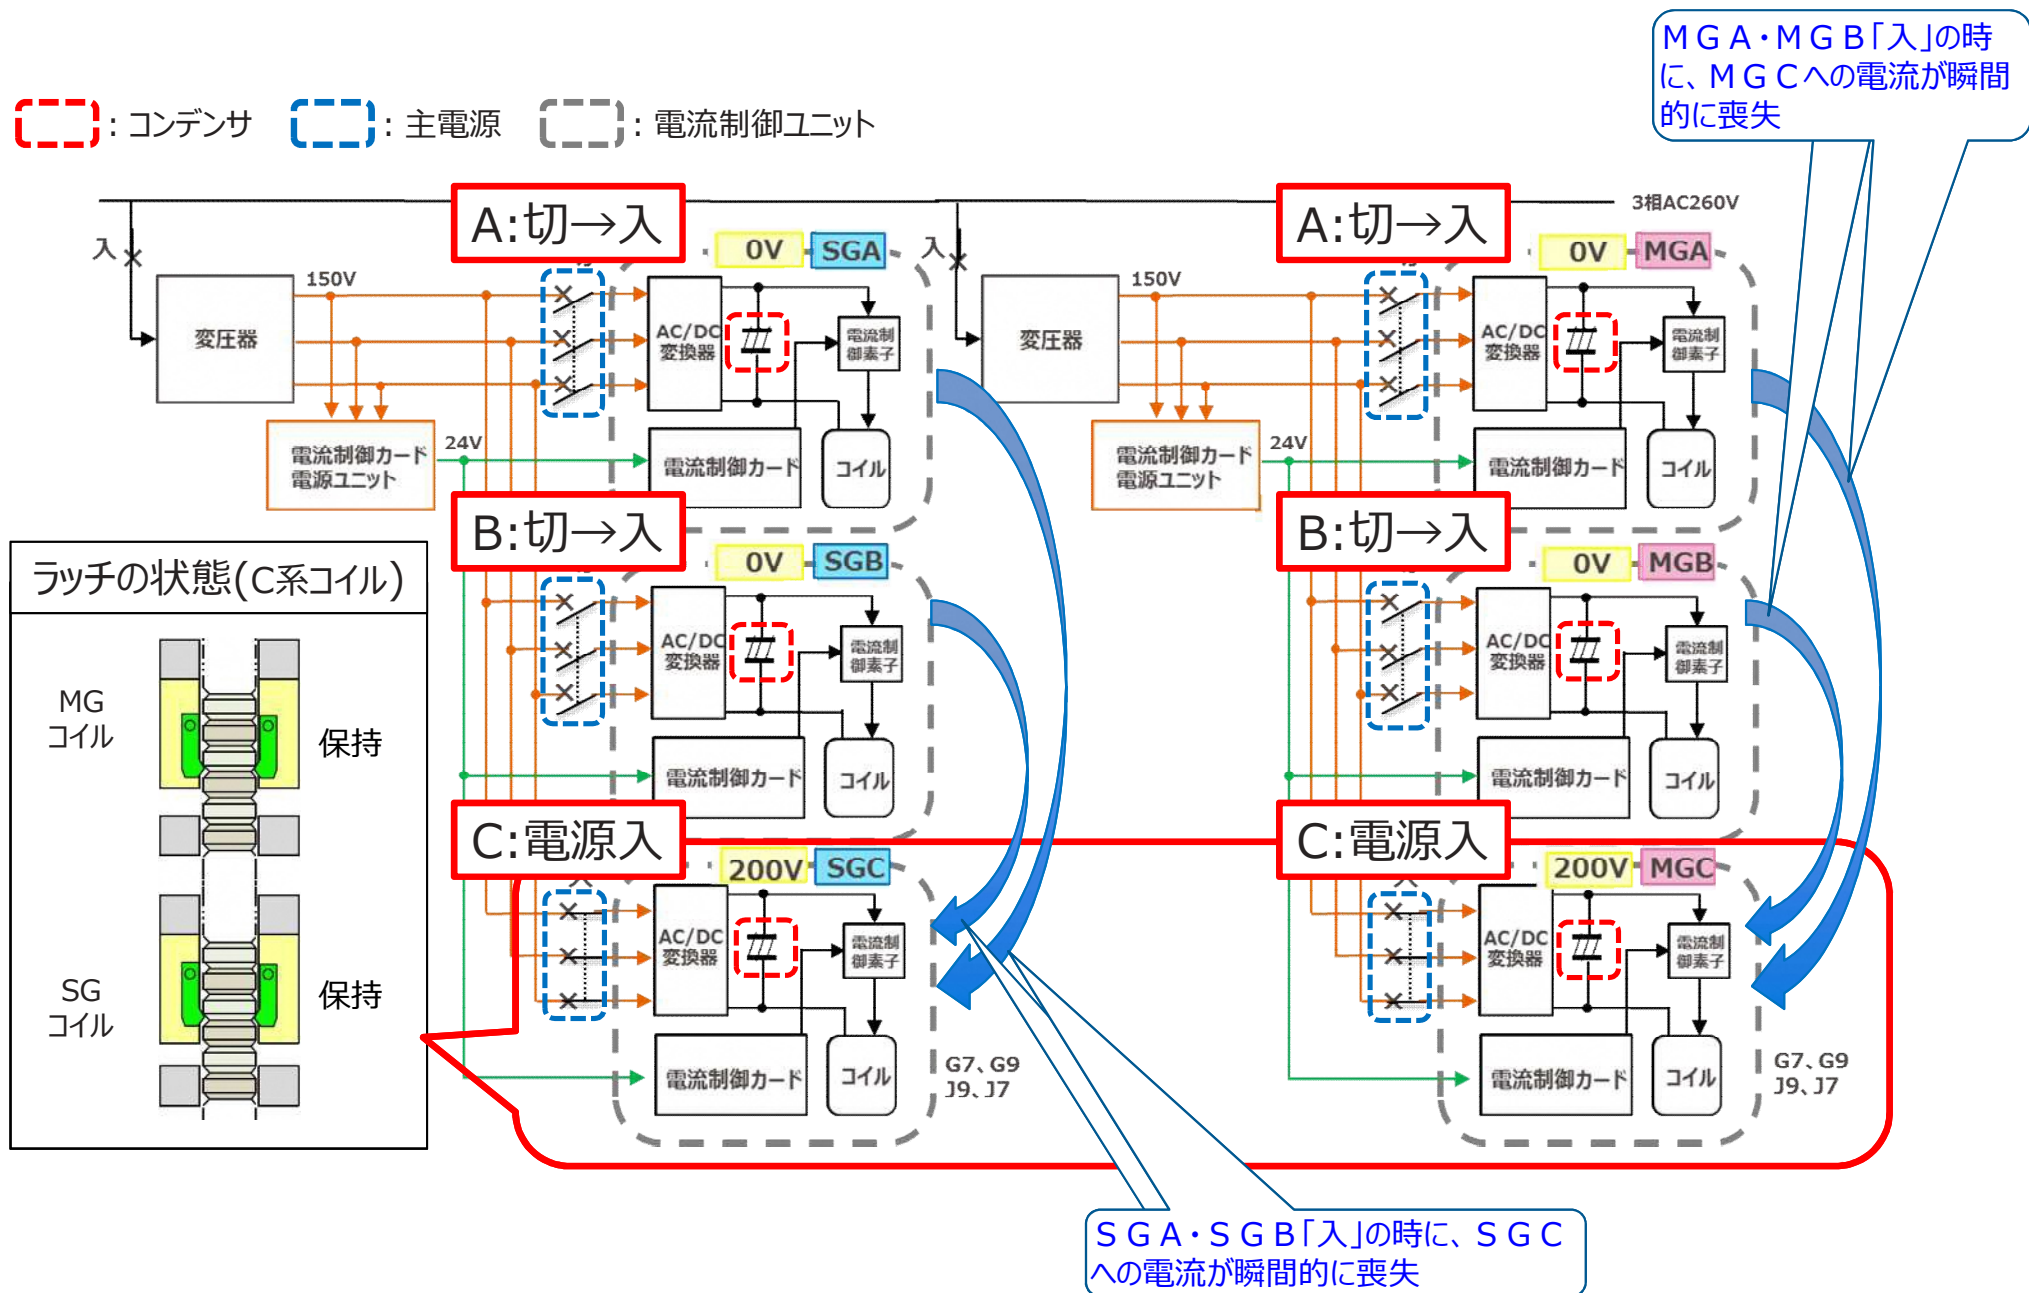 MGA・MGB「入」の時
に、MGCへの電流が瞬間
的に喪失
：コンデンサ
：主電源
：電流制御ユニット
3相AC260V
入
A:切→入
0V
SGA
150V
変圧器
AC/DC
変換器
電流制
御素子
電流制御カード
電源ユニット
24V
電流制御カード
コイル
入
A:切→入
0V
MGA
150V
変圧器
AC/DC
変換器
電流制
御素子
電流制御カード
電源ユニット
24V
電流制御カード
コイル
B:切→入
0V
SGB
AC/DC
変換器
電流制
御素子
電流制御カード
コイル
B:切→入
0V
MGB
AC/DC
変換器
電流制
御素子
電流制御カード
コイル
ラッチの状態(C系コイル)
MG
コイル
保持
SG
コイル
保持
C:電源入
200V
SGC
AC/DC
変換器
電流制
御素子
電流制御カード
コイル
G7、G9
J9、J7
C:電源入
200V
MGC
AC/DC
変換器
電流制
御素子
電流制御カード
コイル
G7、G9
J9、J7
SGA・SGB「入」の時に、SGC
への電流が瞬間的に喪失